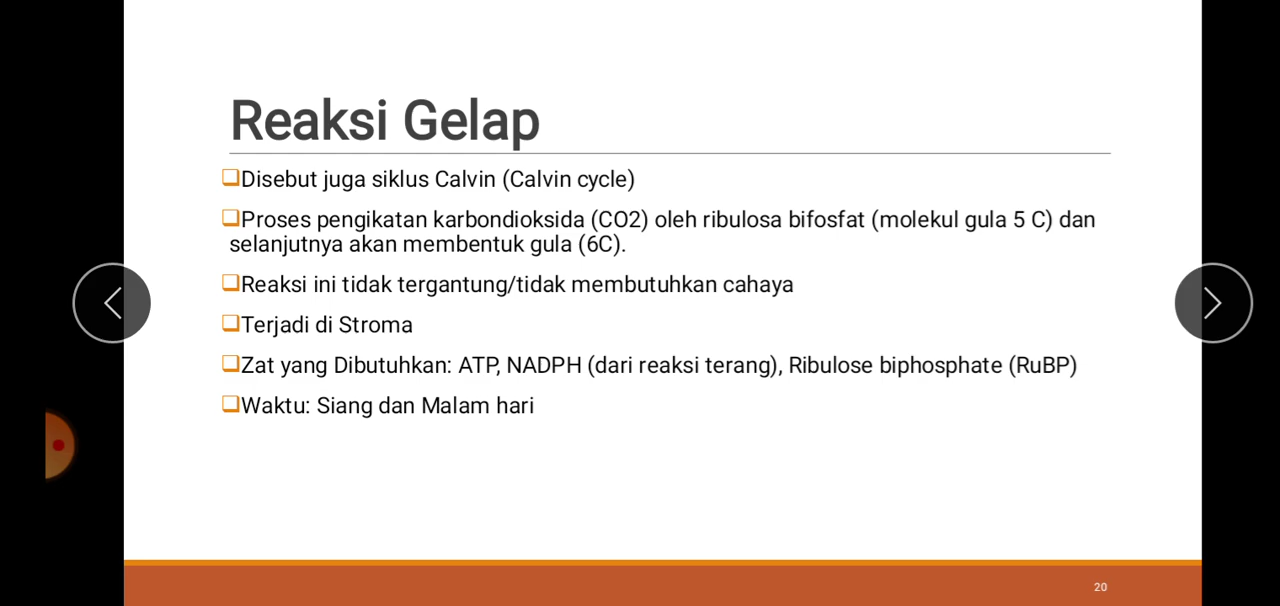 Reaksi Gelap
Disebut juga siklus Calvin (Calvin cycle)
Proses pengikatan karbondioksida (CO2) oleh ribulosa bifosfat (molekul gula 5 C) dan
selanjutnya akan membentuk gula (6C).
Reaksi ini tidak tergantung/tidak membutuhkan cahaya
Terjadi di Stroma
Zat yang Dibutuhkan: ATP, NADPH (dari reaksi terang), Ribulose biphosphate (RuBP)
Waktu: Siang dan Malam hari
20